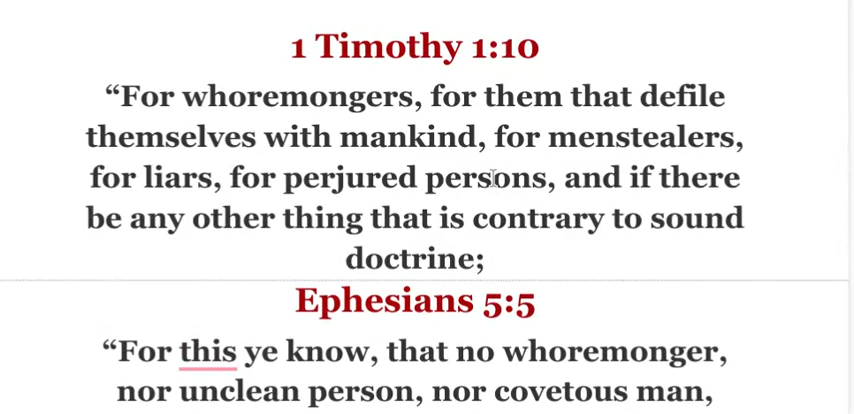 1 Timothy 1:10
“For whoremongers, for them that defile
themselves with mankind, for menstealers,
for liars, for perjured persons, and if there
be any other thing that is contrary to sound
doctrine;
Ephesians 5:5
“For this ye know, that no whoremonger,
nor unclean person, nor covetous man,